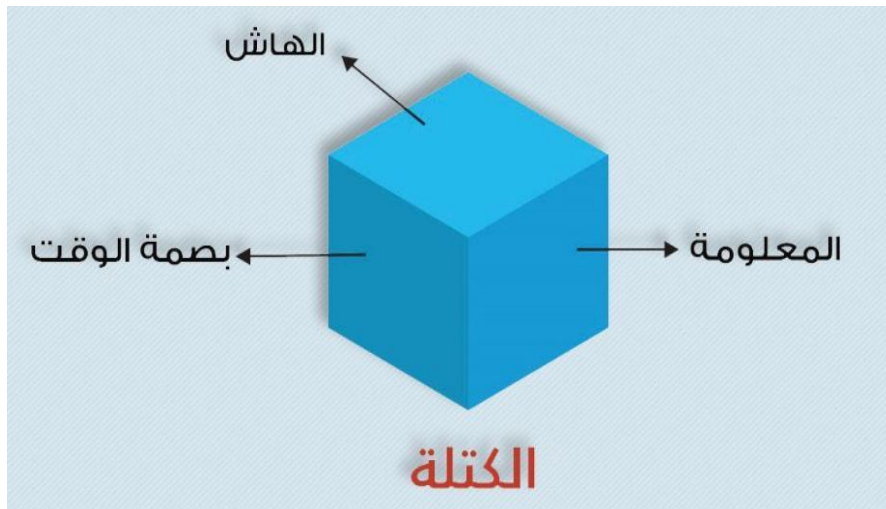 الهاش
المعلومة
بصمة الوقت
الكتلة